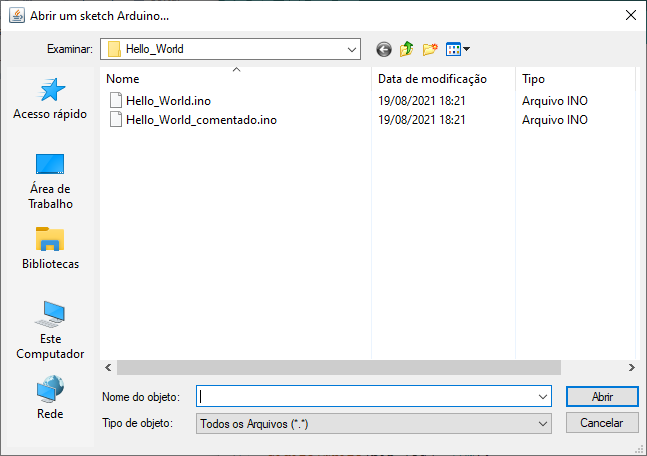 Abrir um sketch Arduino...
Examinar: Hello_World
Nome Data de modificação Tipo
Hello_World.ino 19/08/2021 18:21 Arquivo INO
Hello_World_comentado.ino 19/08/2021 18:21 Arquivo INO
Acesso rápido
Área de
Trabalho
Bibliotecas
Este
Computador
Rede
Nome do objeto: Abrir
Tipo de objeto: Todos os Arquivos (*.*) Cancelar